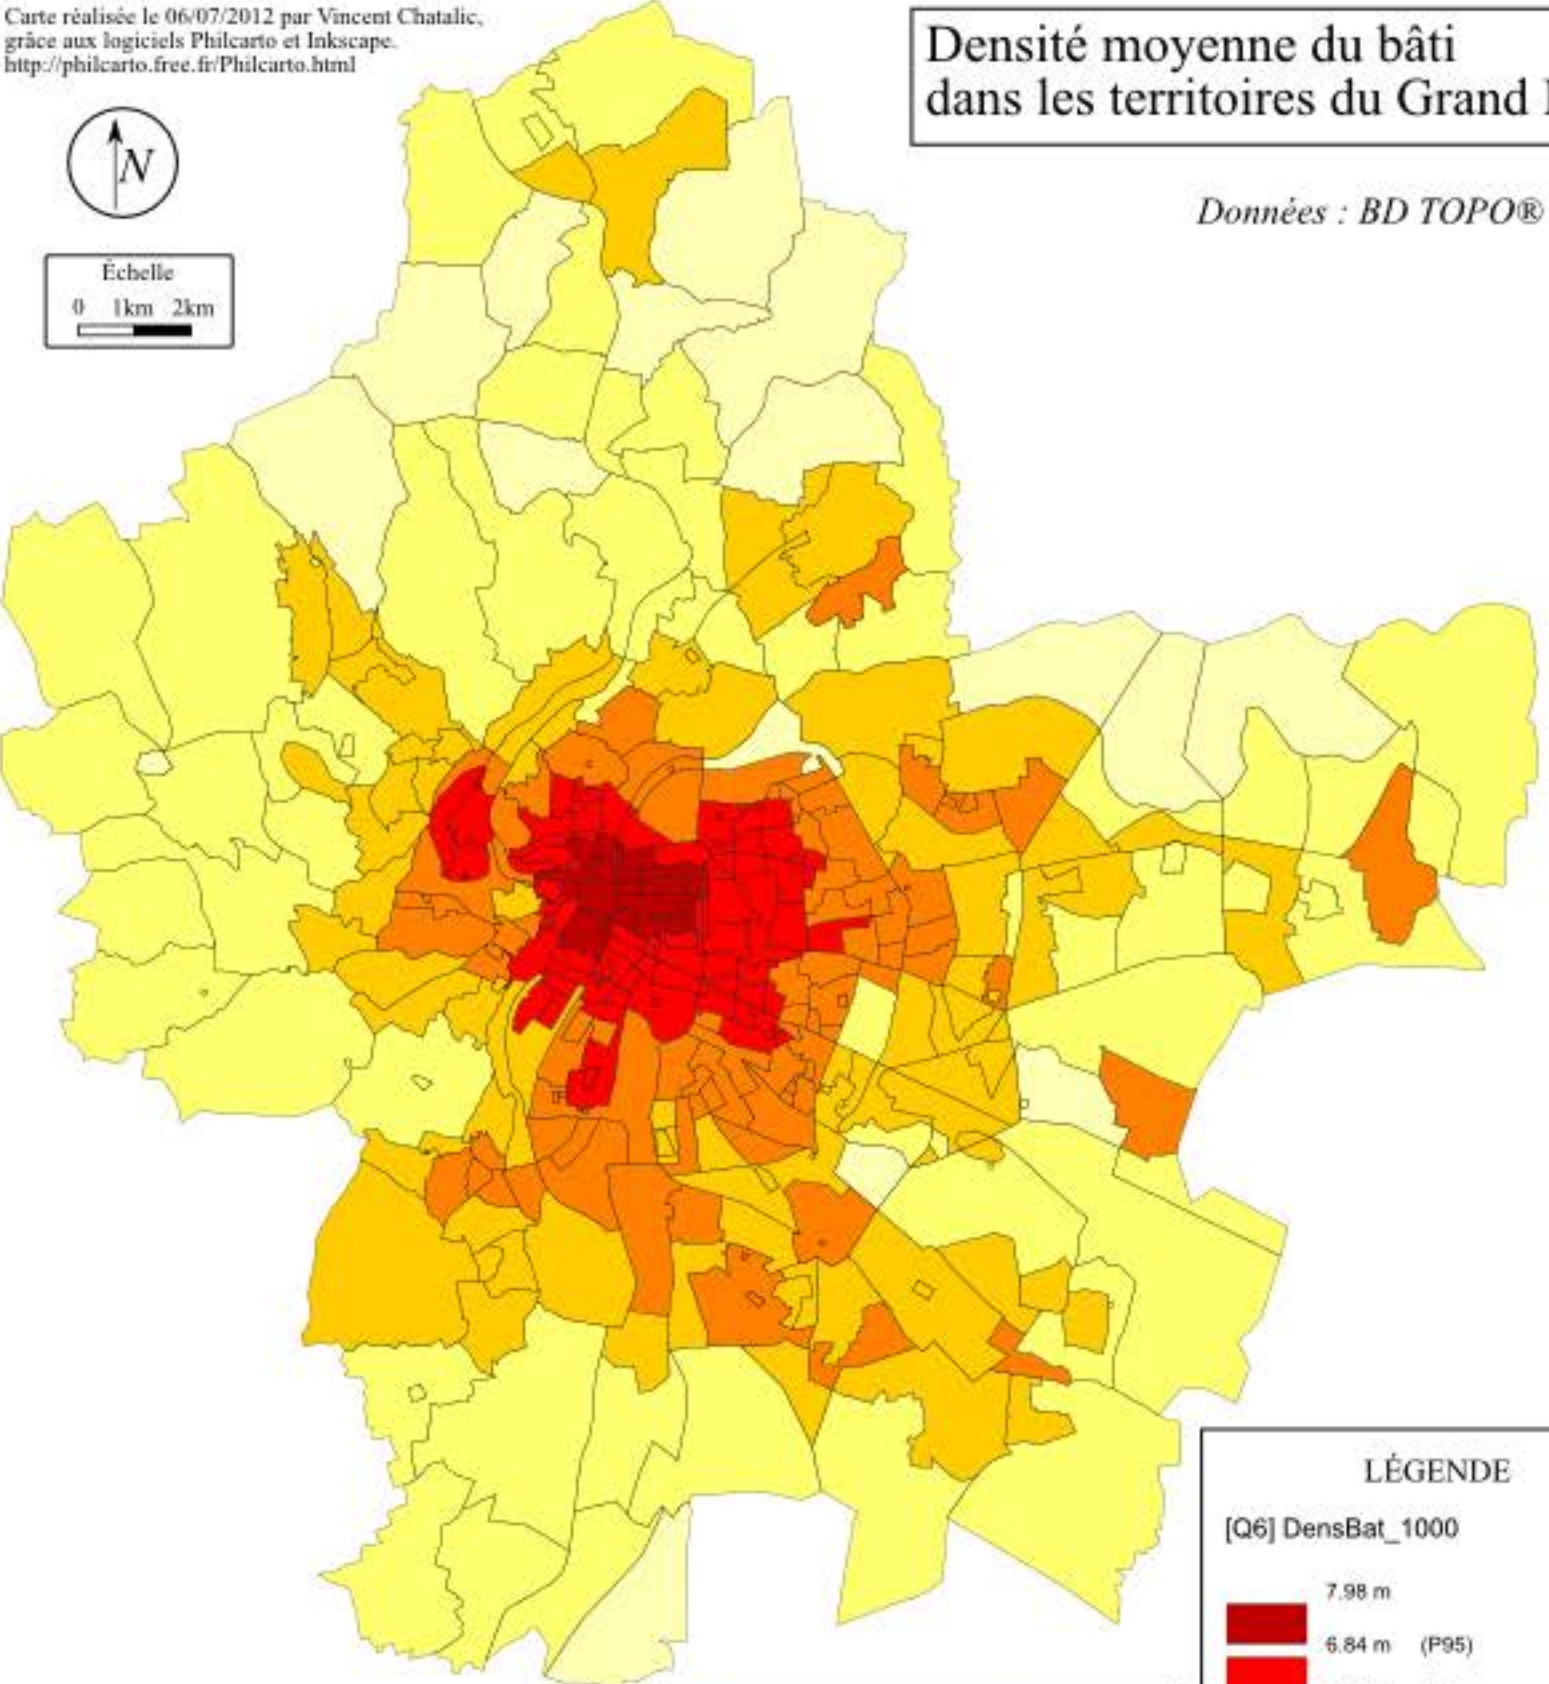 Carte réalisée le 06/07/2012 par Vincent Chatalic,
grâce aux logiciels Philcarto et Inkscape.
http://philcarto.free.fr/Philcarto.html
Densité moyenne du bâti
dans les territoires du Grand
N
Données : BD TOPO®
Échelle
0 1km 2km
LÉGENDE
[Q6] DensBat_1000
7.98 m
6.84 m (P95)